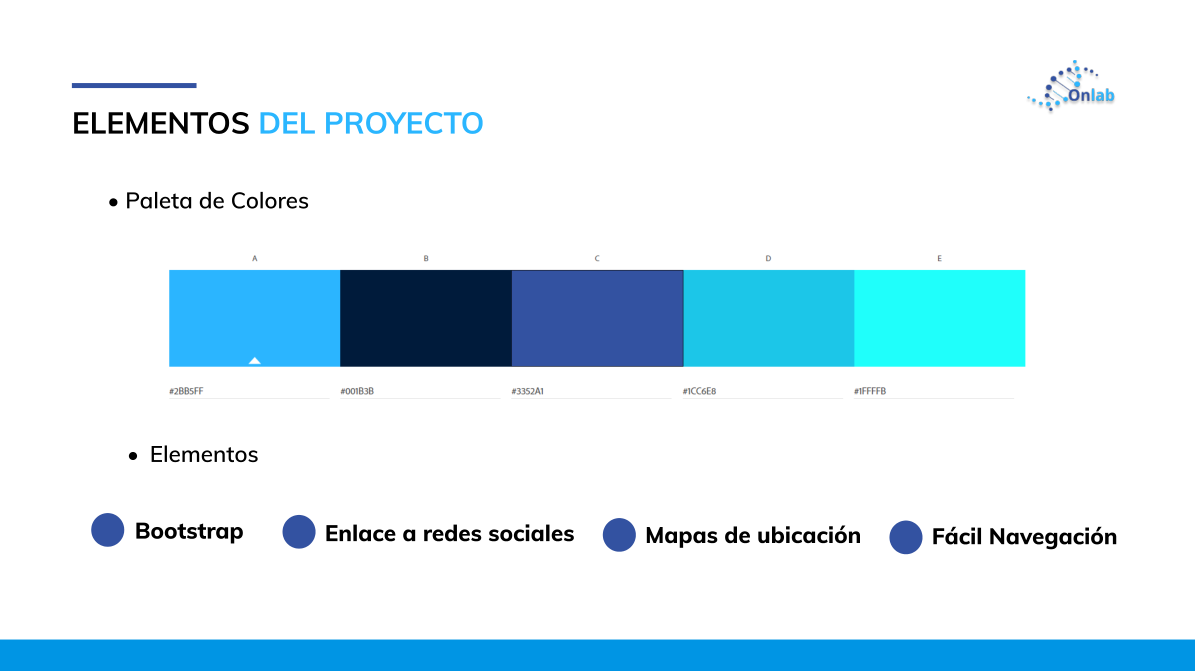 Onlab
ELEMENTOS DEL PROYECTO
• Paleta de Colores
A B C D E
#2BB5FF #001B3B #3352A1 #1CC6E8 #1FFFFB
• Elementos
Bootstrap Enlace a redes sociales Mapas de ubicación Fácil Navegación